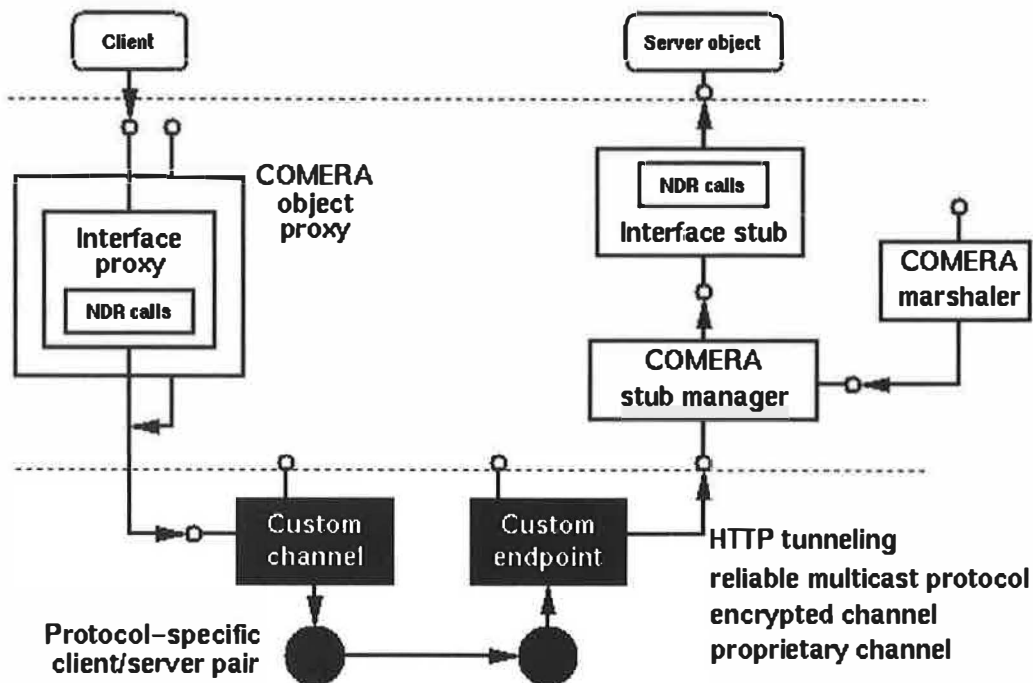 Client
Server object
COMERA
object
proxy
Interface
proxy
NDR calls
NDR calls
Interface stub
COMERA
marshaler
COMERA
stub manager
Custom
channel
Custom
endpoint
HTTP tunneling
reliable multicast protocol
encrypted channel
proprietary channel
Protocol-specific
client/server pair